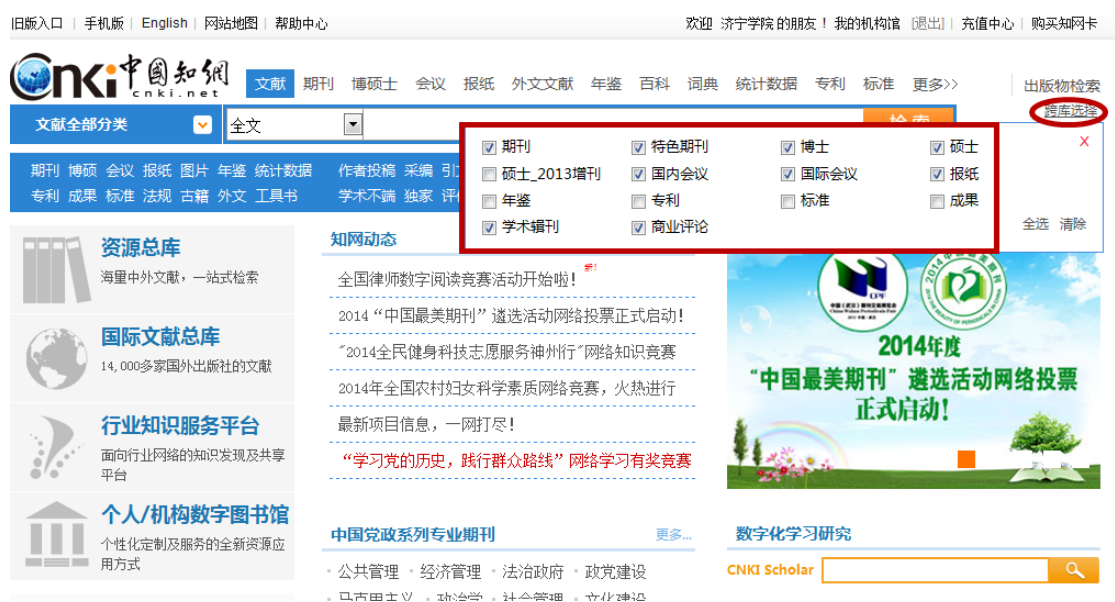 旧版入口 | 手机版 | English | 网站地图 | 帮助中心
欢迎 济宁学院 的朋友！ 我的机构馆 [退出] | 充值中心 | 购买知网卡
Cnki 中國知網
cnki.net
文献 期刊 博硕士 会议 报纸 外文文献 年鉴 百科 词典 统计数据 专利 标准 更多>>
出版物检索
跨库选择
文献全部分类
全文
检 索
期刊 特色期刊 博士 硕士
X
硕士_2013增刊 国内会议 国际会议 报纸
年鉴 专利 标准 成果
学术辑刊 商业评论
全选 清除
期刊 博硕 会议 报纸 图片 年鉴 统计数据
作者投稿 采编
专利 成果 标准 法规 古籍 外文 工具书
学术不端 独家
资源总库
海里中外文献，一站式检索
国际文献总库
14,000多家国外出版社的文献
行业知识服务平台
面向行业网络的知识发现及共享
平台
个人/机构数字图书馆
个性化定制及服务的全新资源应
用方式
知网动态
全国律师数字阅读竞赛活动开始啦！
新!
2014“中国最美期刊”遴选活动网络投票正式启动！
"2014全民健身科技志愿服务神州行"网络知识竞赛
2014年全国农村妇女科学素质网络竞赛，火热进行
最新项目信息，一网打尽！
“学习党的历史，践行群众路线”网络学习有奖竞赛
CPF
2014年度
“中国最美期刊”遴选活动网络投票
正式启动！
中国党政系列专业期刊
更多...
公共管理 经济管理 法治政府 政党建设
马克思主义 政治学 社会管理 文化建设
数字化学习研究
CNKI Scholar